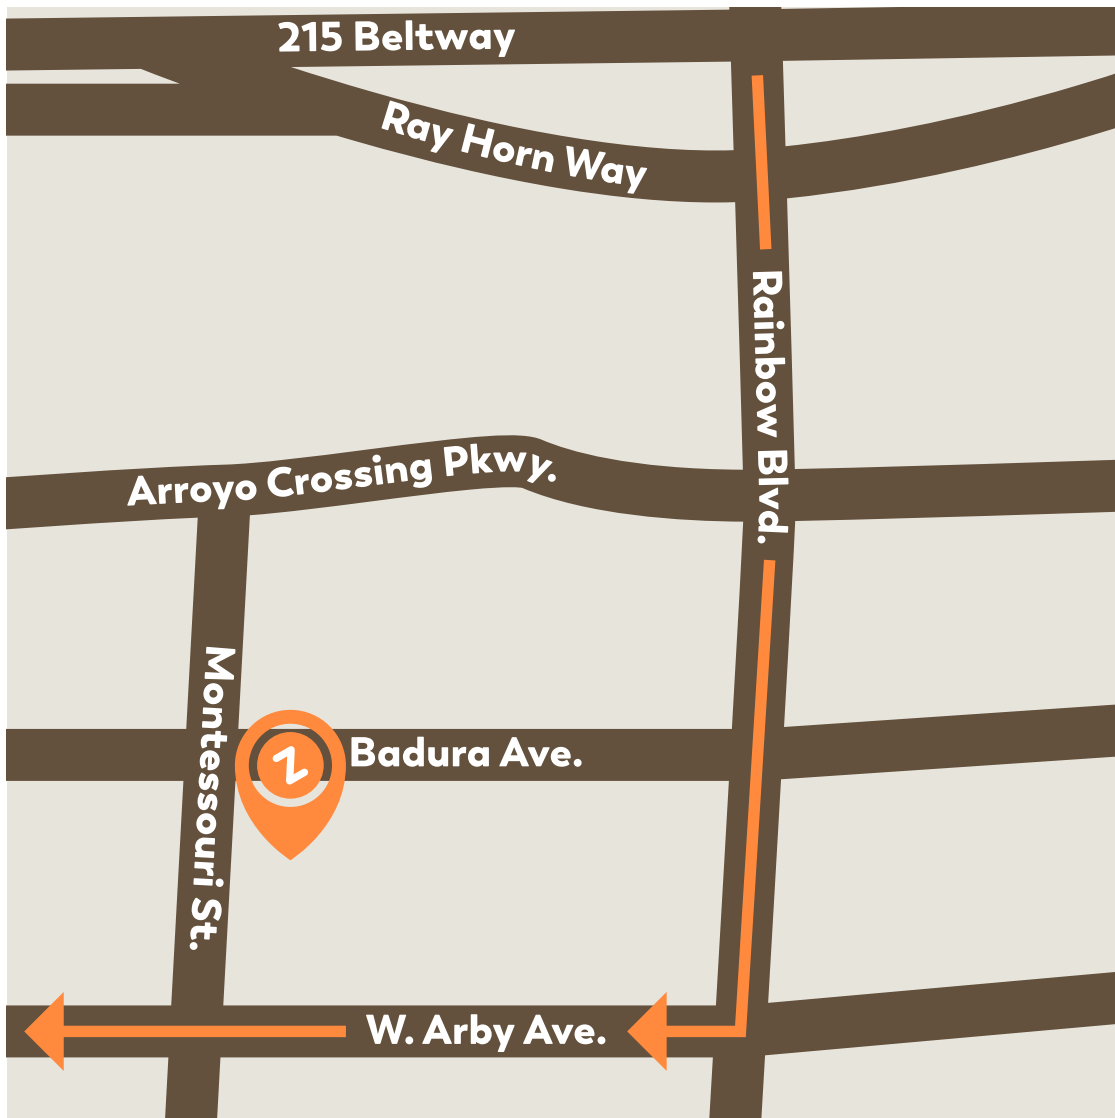 215 Beltway
Ray Horn Way
Rainbow Blvd.
Arroyo Crossing Pkwy.
Montessouri St.
Z
Badura Ave.
W. Arby Ave.